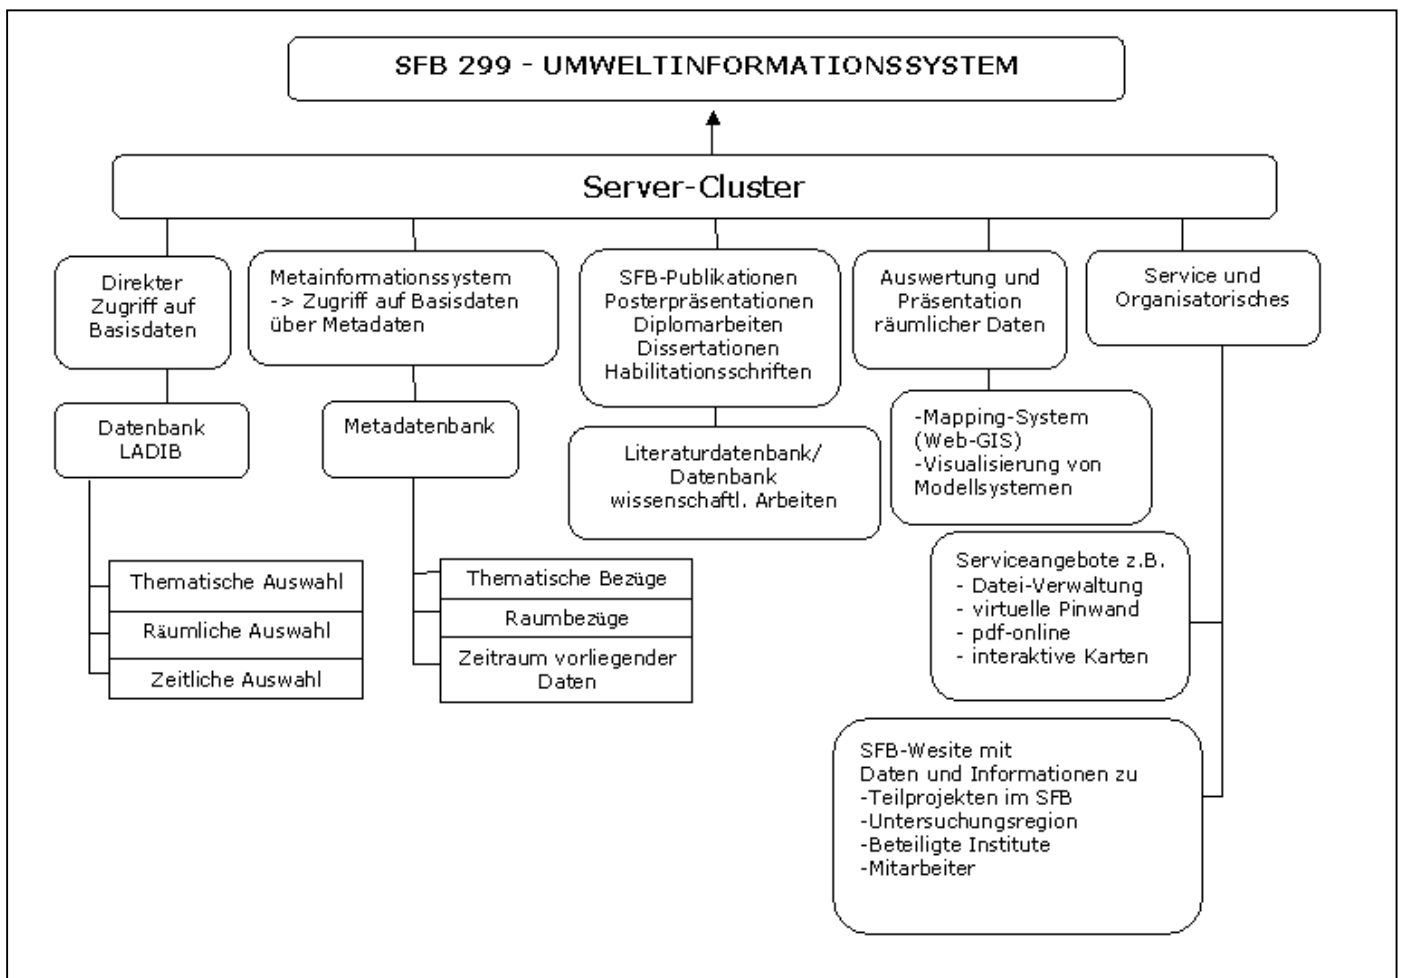 SFB 299 - UMWELTINFORMATIONSSYSTEM
Server-Cluster
Direkter
Zugriff auf
Basisdaten
Metainformationssystem
-> Zugriff auf Basisdaten
über Metadaten
SFB-Publikationen
Posterpräsentationen
Diplomarbeiten
Dissertationen
Habilitationsschriften
Auswertung und
Präsentation
räumlicher Daten
Service und
Organisatorisches
Datenbank
LADIB
Metadatenbank
Literaturdatenbank/
Datenbank
wissenschaftl. Arbeiten
-Mapping-System
(Web-GIS)
-Visualisierung von
Modellsystemen
Thematische Auswahl
Räumliche Auswahl
Zeitliche Auswahl
Thematische Bezüge
Raumbezüge
Zeitraum vorliegender
Daten
Serviceangebote z.B.
- Datei-Verwaltung
- virtuelle Pinwand
- pdf-online
- interaktive Karten
SFB-Wesite mit
Daten und Informationen zu
-Teilprojekten im SFB
-Untersuchungsregion
-Beteiligte Institute
-Mitarbeiter